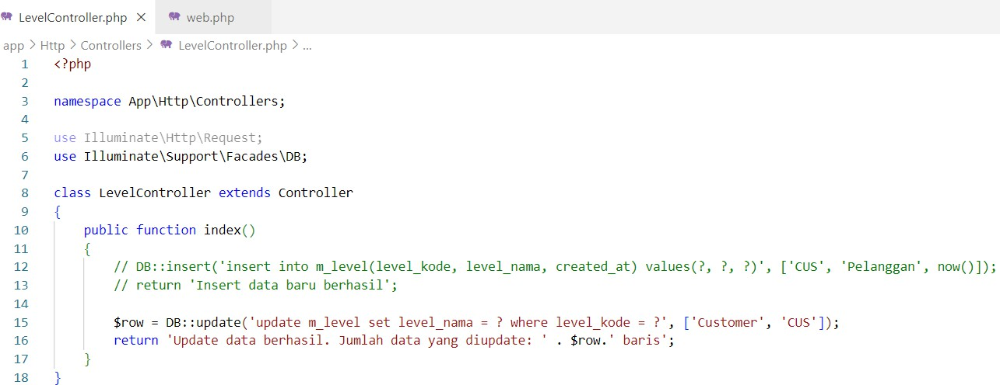 LevelController.php × web.php
app > Http > Controllers > LevelController.php > ...
1 <?php
2
3 namespace App\Http\Controllers;
4
5 use Illuminate\Http\Request;
6 use Illuminate\Support\Facades\DB;
7
8 class LevelController extends Controller
9 {
10     public function index()
11     {
12         // DB::insert('insert into m_level(level_kode, level_nama, created_at) values(?, ?, ?)', ['CUS', 'Pelanggan', now()]);
13         // return 'Insert data baru berhasil';
14
15         $row = DB::update('update m_level set level_nama = ? where level_kode = ?', ['Customer', 'CUS']);
16         return 'Update data berhasil. Jumlah data yang diupdate: ' . $row.' baris';
17     }
18 }